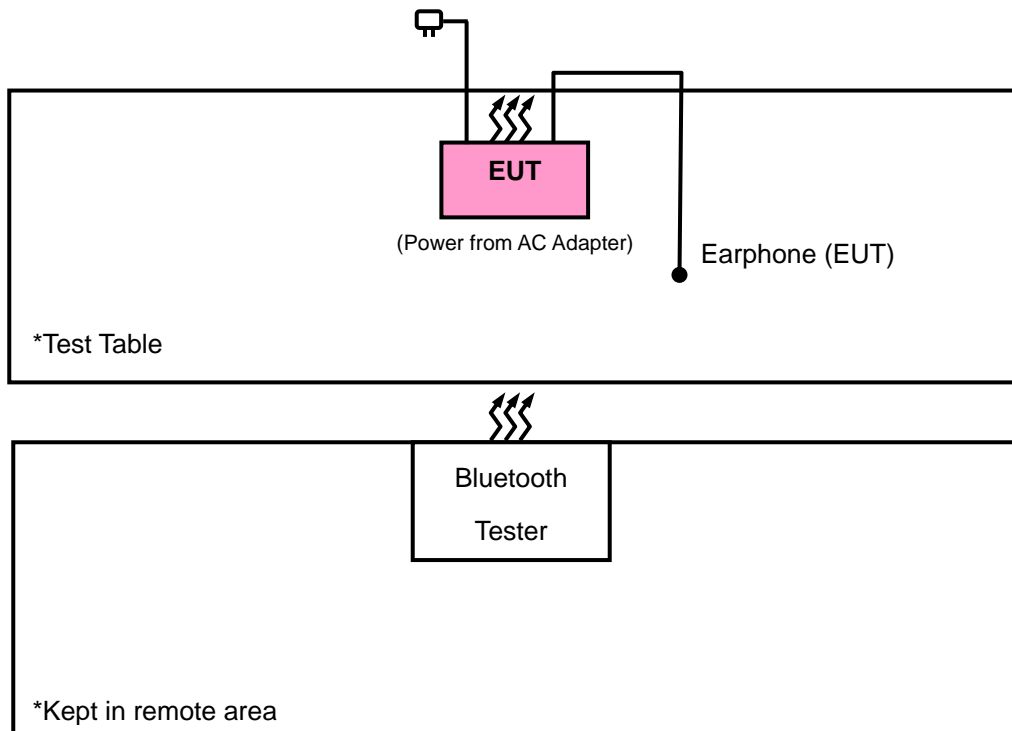 EUT
(Power from AC Adapter)
Earphone (EUT)
*Test Table
Bluetooth
Tester
*Kept in remote area